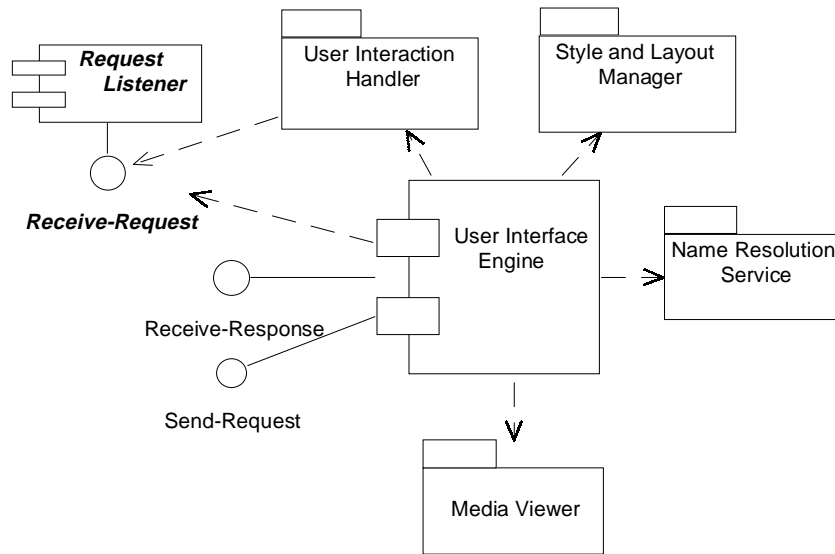 Request
Listener
User Interaction
Handler
Style and Layout
Manager
Receive-Request
User Interface
Engine
Name Resolution
Service
Receive-Response
Send-Request
Media Viewer